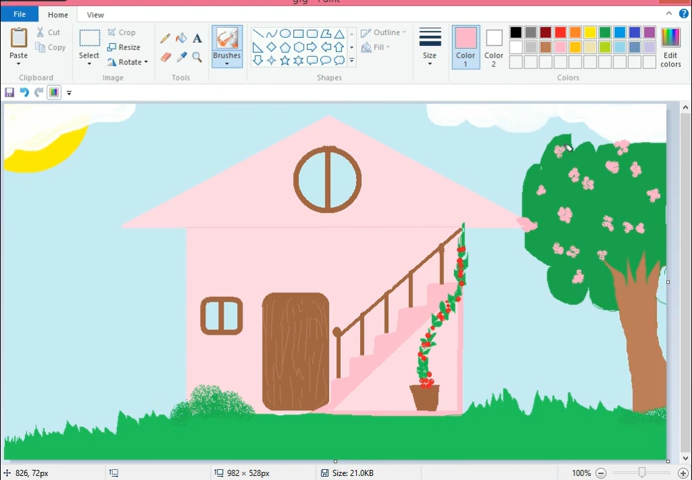 File Home View
Paste
Cut
Copy
Clipboard
Select
Crop
Resize
Rotate
Image
Tools
Brushes
Outline
Fill
Shapes
Size
Color
1
Color
2
Edit
colors
Colors
826, 72px
982 × 528px
Size: 21.0KB
100%